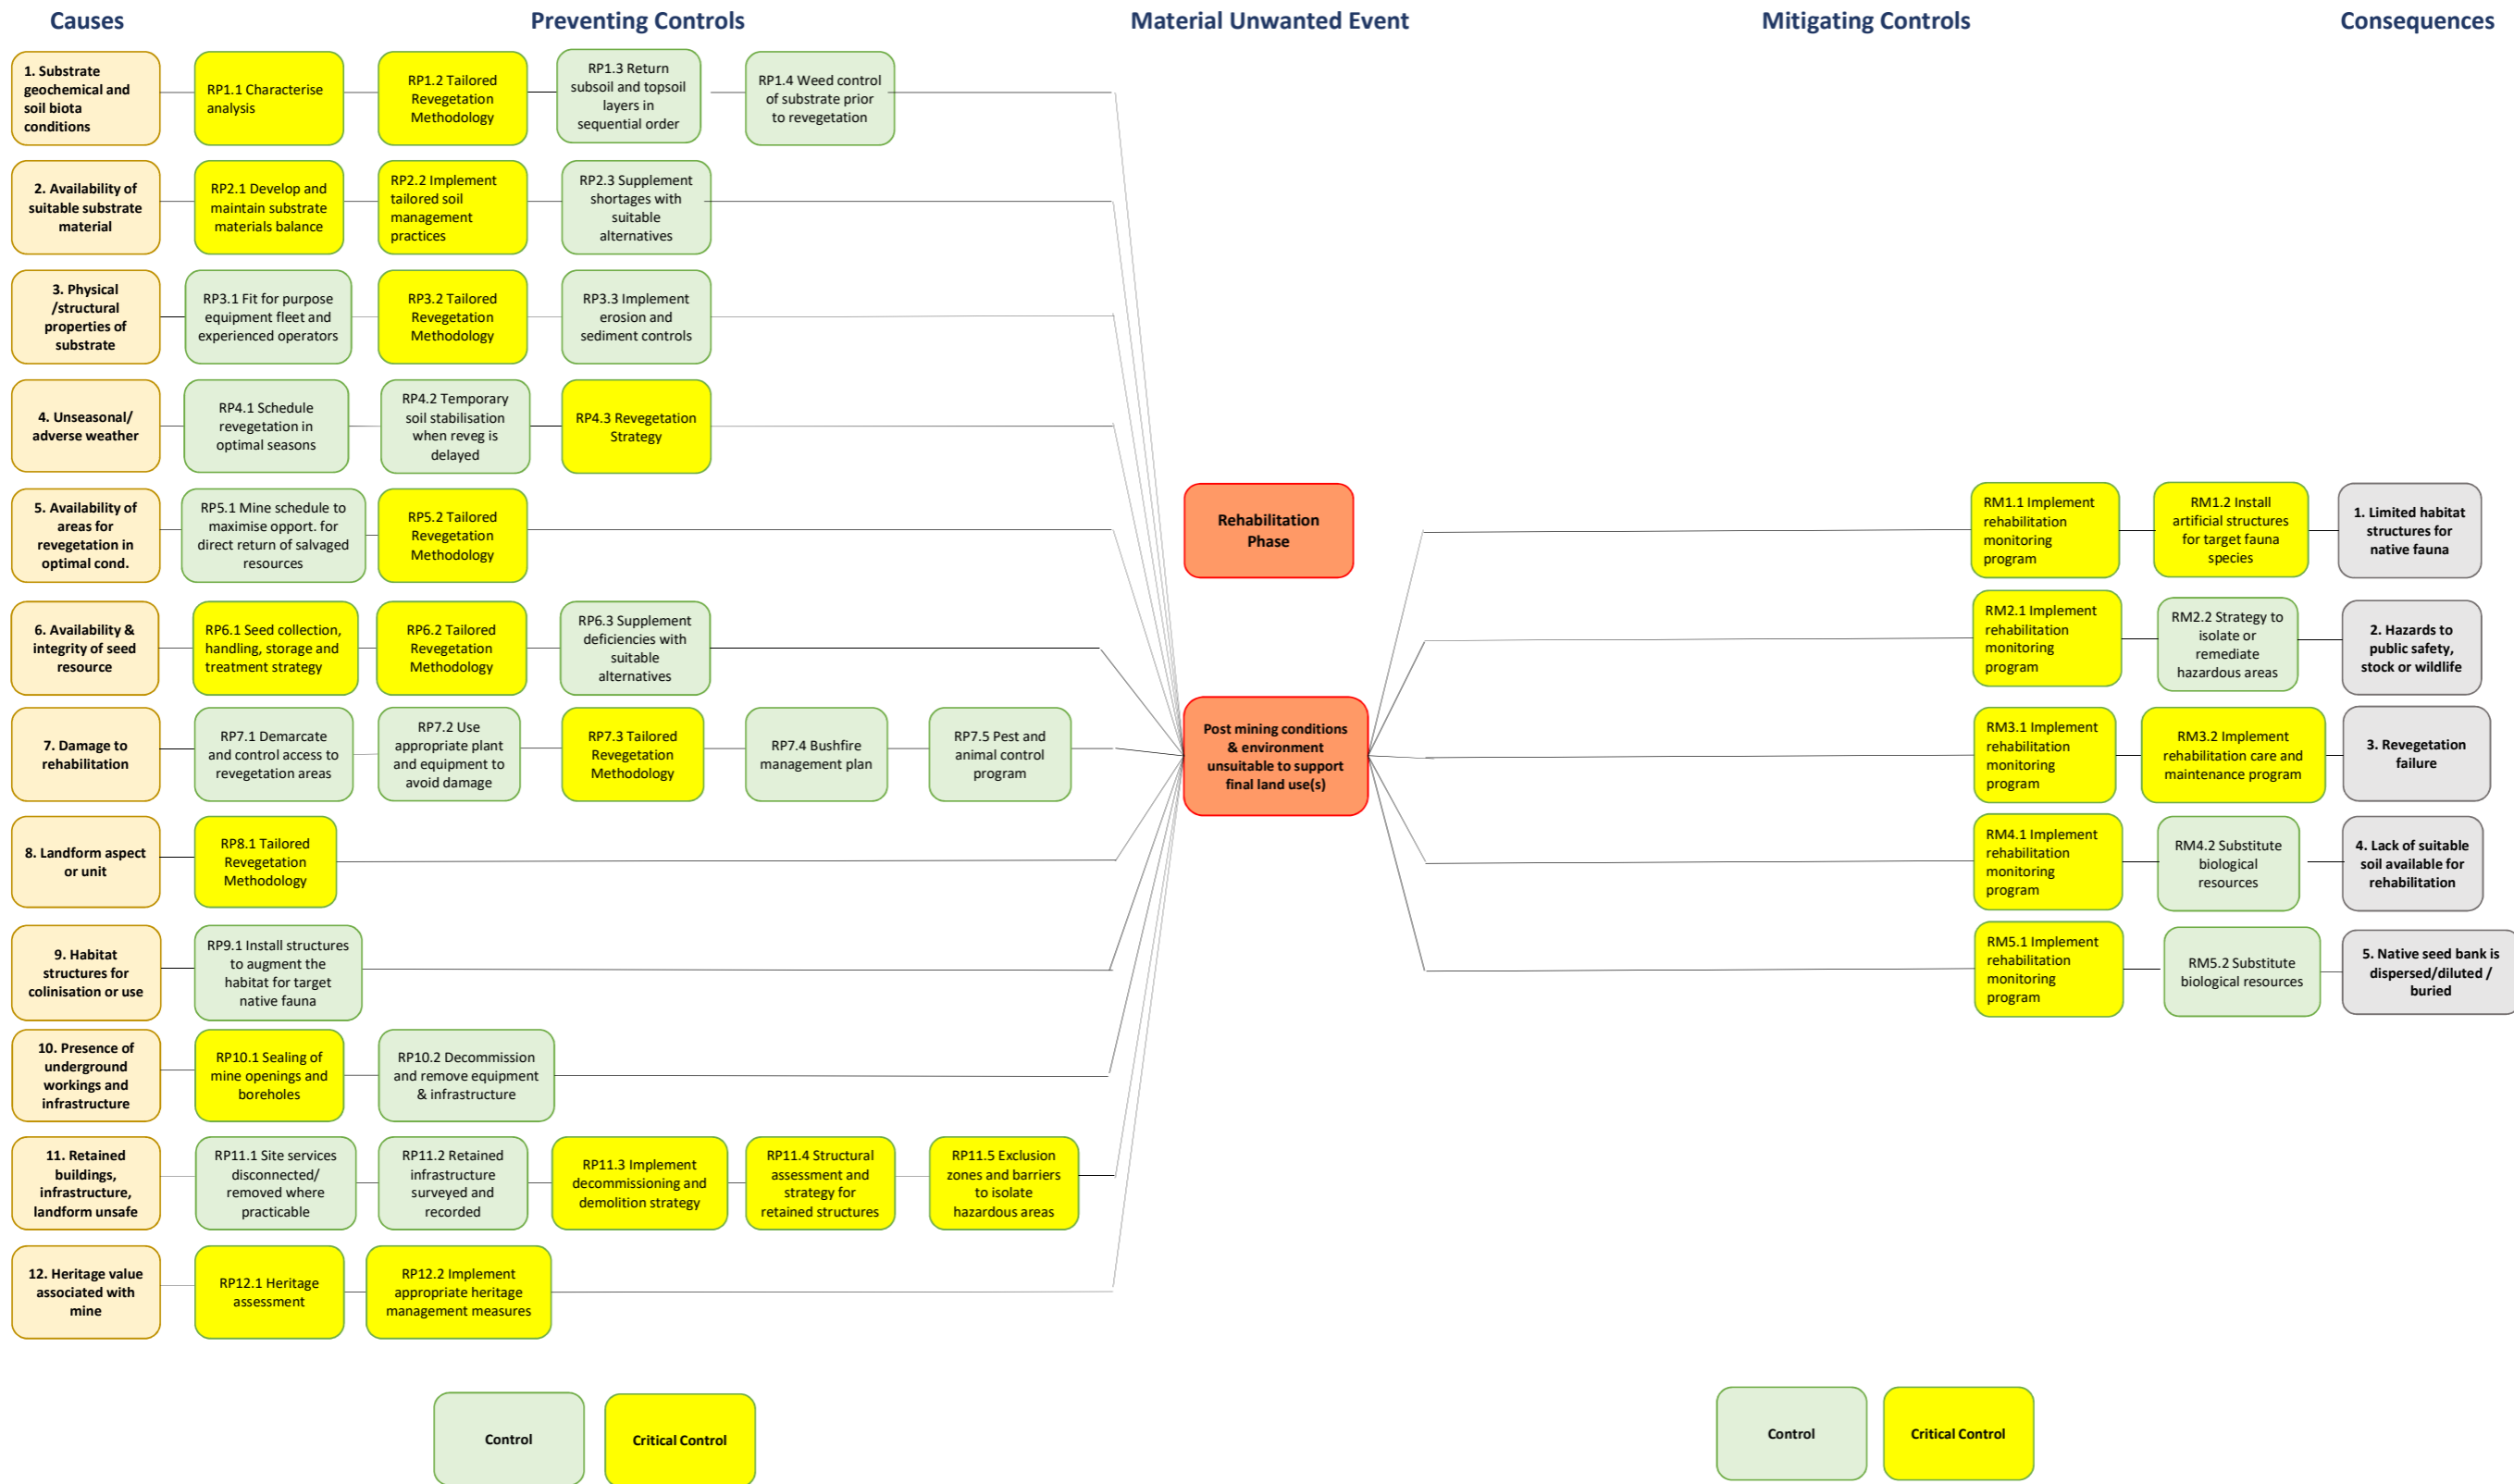 Causes
Preventing Controls
Material Unwanted Event
Mitigating Controls
Consequences
1. Substrate
geochemical and
soil biota
conditions
RP1.1 Characterise
analysis
RP1.2 Tailored
Revegetation
Methodology
RP1.3 Return
subsoil and topsoil
layers in
sequential order
RP1.4 Weed control
of substrate prior
to revegetation
2. Availability of
suitable substrate
material
RP2.1 Develop and
maintain substrate
materials balance
RP2.2 Implement
tailored soil
management
practices
RP2.3 Supplement
shortages with
suitable
alternatives
3. Physical
/structural
properties of
substrate
RP3.1 Fit for purpose
equipment fleet and
experienced operators
RP3.2 Tailored
Revegetation
Methodology
RP3.3 Implement
erosion and
sediment controls
4. Unseasonal/
adverse weather
RP4.1 Schedule
revegetation in
optimal seasons
RP4.2 Temporary
soil stabilisation
when reveg is
delayed
RP4.3 Revegetation
Strategy
5. Availability of
areas for
revegetation in
optimal cond.
RP5.1 Mine schedule to
maximise opport. for
direct return of salvaged
resources
RP5.2 Tailored
Revegetation
Methodology
Rehabilitation
Phase
RM1.1 Implement
rehabilitation
monitoring
program
RM1.2 Install
artificial structures
for target fauna
species
1. Limited habitat
structures for
native fauna
6. Availability &
integrity of seed
resource
RP6.1 Seed collection,
handling, storage and
treatment strategy
RP6.2 Tailored
Revegetation
Methodology
RP6.3 Supplement
deficiencies with
suitable
alternatives
RM2.1 Implement
rehabilitation
monitoring
program
RM2.2 Strategy to
isolate or
remediate
hazardous areas
2. Hazards to
public safety,
stock or wildlife
7. Damage to
rehabilitation
RP7.1 Demarcate
and control access to
revegetation areas
RP7.2 Use
appropriate plant
and equipment to
avoid damage
RP7.3 Tailored
Revegetation
Methodology
RP7.4 Bushfire
management plan
RP7.5 Pest and
animal control
program
Post mining conditions
& environment
unsuitable to support
final land use(s)
RM3.1 Implement
rehabilitation
monitoring
program
RM3.2 Implement
rehabilitation care and
maintenance program
3. Revegetation
failure
8. Landform aspect
or unit
RP8.1 Tailored
Revegetation
Methodology
RM4.1 Implement
rehabilitation
monitoring
program
RM4.2 Substitute
biological
resources
4. Lack of suitable
soil available for
rehabilitation
9. Habitat
structures for
colinisation or use
RP9.1 Install structures
to augment the
habitat for target
native fauna
RM5.1 Implement
rehabilitation
monitoring
program
RM5.2 Substitute
biological resources
5. Native seed bank is
dispersed/diluted /
buried
10. Presence of
underground
workings and
infrastructure
RP10.1 Sealing of
mine openings and
boreholes
RP10.2 Decommission
and remove equipment
& infrastructure
11. Retained
buildings,
infrastructure,
landform unsafe
RP11.1 Site services
disconnected/
removed where
practicable
RP11.2 Retained
infrastructure
surveyed and
recorded
RP11.3 Implement
decommissioning and
demolition strategy
RP11.4 Structural
assessment and
strategy for
retained structures
RP11.5 Exclusion
zones and barriers
to isolate
hazardous areas
12. Heritage value
associated with
mine
RP12.1 Heritage
assessment
RP12.2 Implement
appropriate heritage
management measures
Control
Critical Control
Control
Critical Control